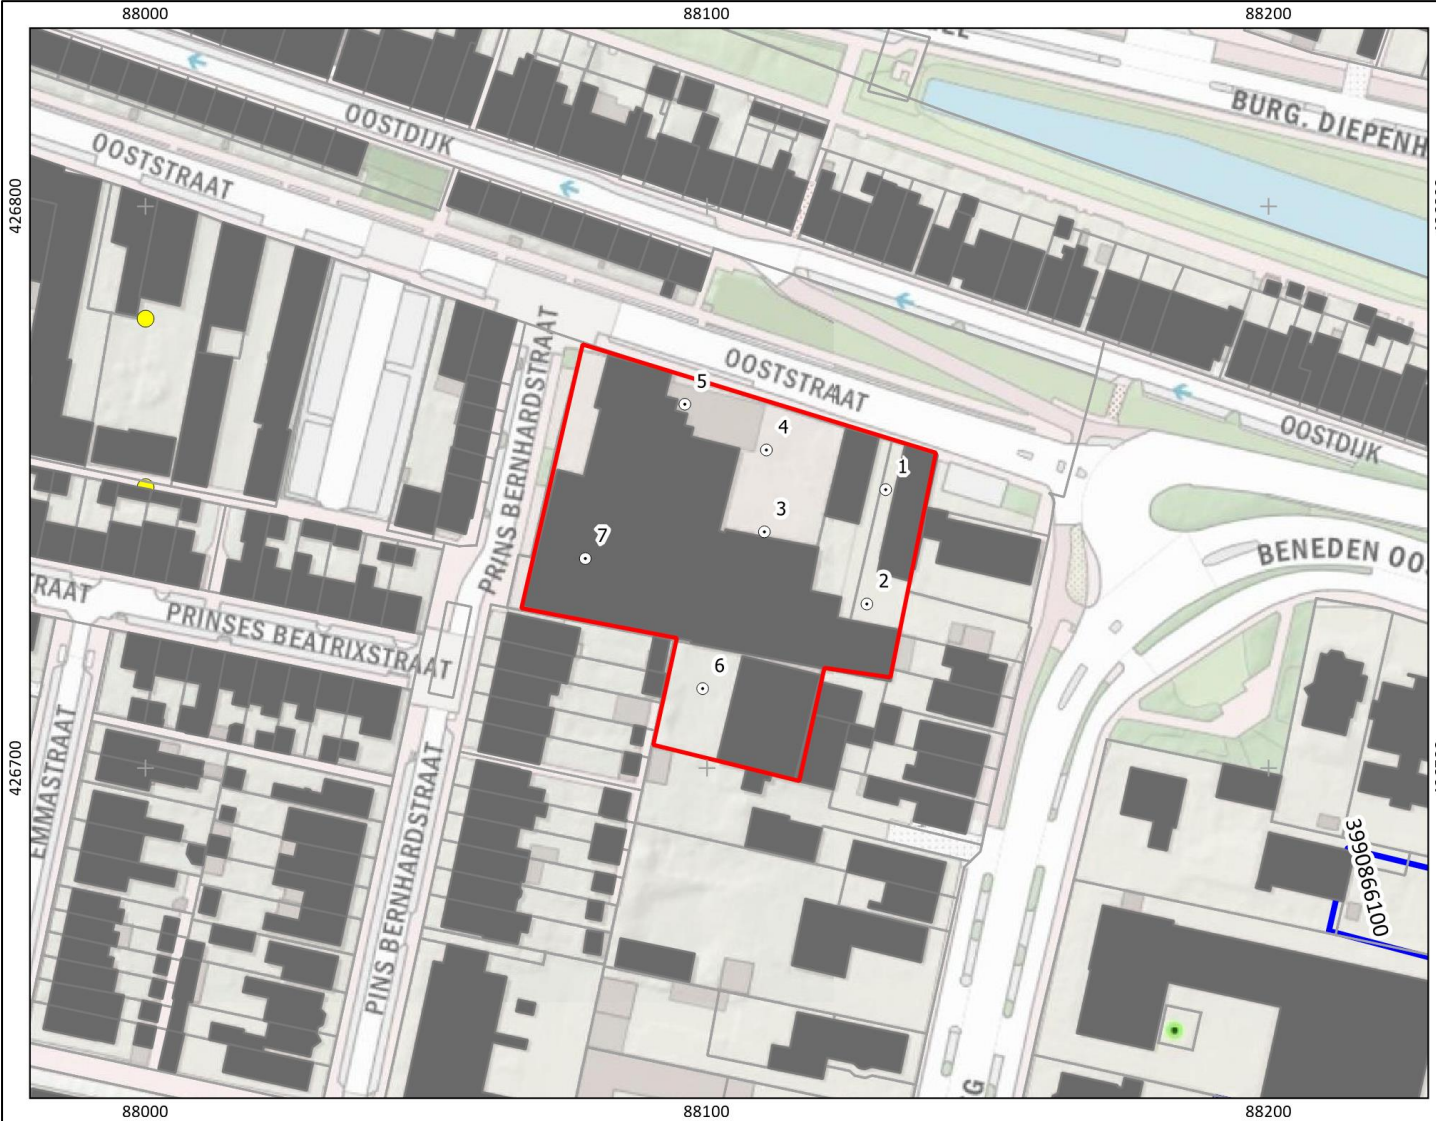 88000
88100
88200
BURG. DIEPENH
OOSTDIJK
OOSTSTRAAT
426800
PRINS BERNHARDSTRAAT
OOSTSTRAAT
5
4
1
3
7
2
6
OOSTDIJK
BENEDEN OO
RAAT
PRINSES BEATRIXSTRAAT
426700
EMMASTRAAT
PINS BERNHARDSTRAAT
3990866100
G
88000
88100
88200